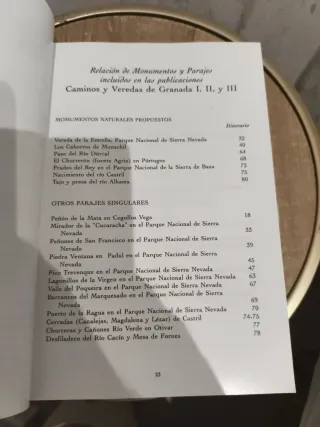 Relación de Monumentos y Parajes
incluidos en las publicaciones
Caminos y Veredas de Granada I, II, y III
MONUMENTOS NATURALES PROPUESTOS
Itinerario
Vereda de la Estrella, Parque Nacional de Sierra Nevada 32
Los Cahorros de Monachil 40
Paso del Río Dúrcal 64
El Chorrerón (fuente Agria) en Pórtugos 68
Prados del Rey en el Parque Nacional de la Sierra de Baza 73
Nacimiento del río Castril 75
Tajo y presa del río Alhama 80
OTROS PARAJES SINGULARES
Peñón de la Mata en Cogollos Vega 18
Mirador de la "Cucaracha" en el Parque Nacional de Sierra
Nevada 33
Peñones de San Francisco en el Parque Nacional de Sierra
Nevada 39
Piedra Ventana en Padul en el Parque Nacional de Sierra
Nevada 45
Pico Trevenque en el Parque Nacional de Sierra Nevada 47
Lagunillos de la Virgen en el Parque Nacional de Sierra Nevada 63
Valle del Poqueira en el Parque Nacional de Sierra Nevada 67
Barrancos del Marquesado en el Parque Nacional de Sierra
Nevada 69
Puerto de la Ragua en el Parque Nacional de Sierra Nevada 70
Cerradas (Canalejas, Magdalena y Lézar) de Castril 74-75
Chorreras y Cañones Río Verde en Otívar 77
Desfiladero del Río Cacín y Mesa de Fornes 78